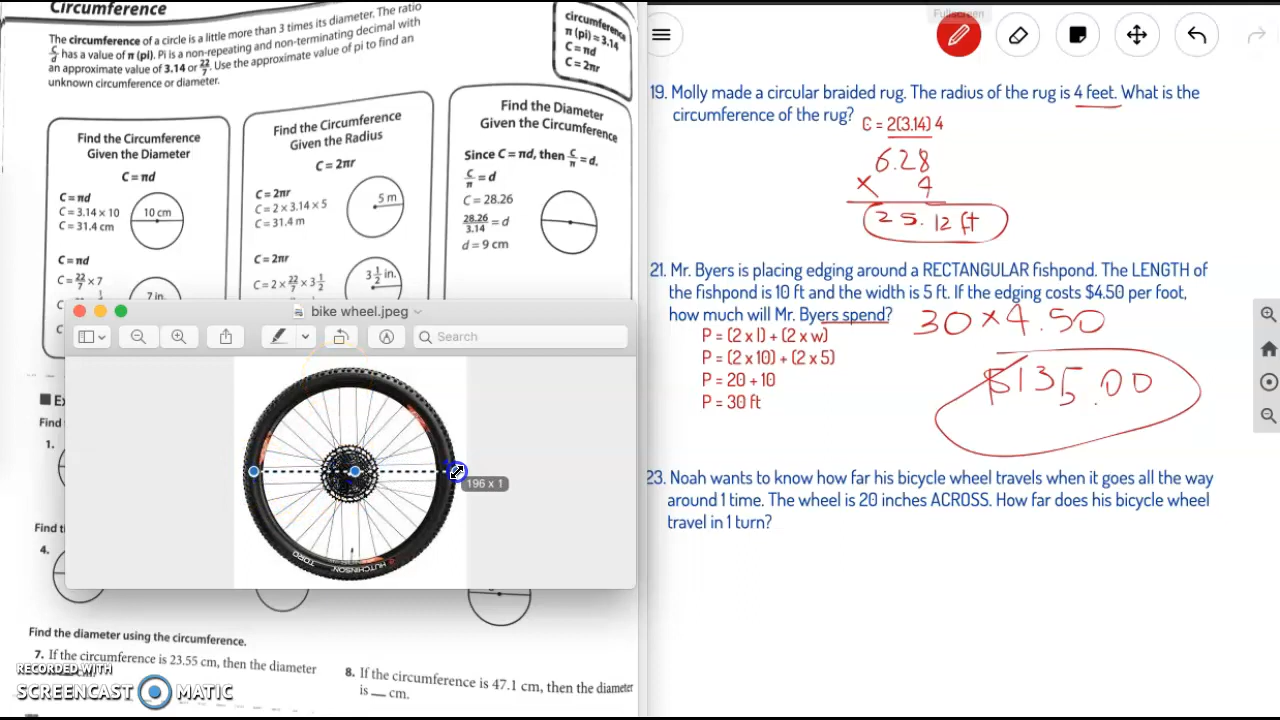 Circumference
The circumference of a circle is a little more than 3 times its diameter. The ratio
C/d has a value of π (pi). Pi is a non-repeating and non-terminating decimal with
an approximate value of 3.14 or 22/7. Use the approximate value of pi to find an
unknown circumference or diameter.
circumference
π (pi) = 3.14
C = πd
C = 2πr
Find the Circumference
Given the Diameter
C = πd
C = πd
C = 3.14 × 10
C = 31.4 cm
10 cm
C = πd
C = 22/7 × 7
7 in.
Find the Circumference
Given the Radius
C = 2πr
C = 2πr
C = 2 × 3.14 × 5
C = 31.4 m
5 m
C = 2πr
C = 2 × 22/7 × 3 1/2
3 1/2 in.
Find the Diameter
Given the Circumference
Since C = πd, then C/π = d.
C/π = d
C = 28.26
28.26/3.14 = d
d = 9 cm
bike wheel.jpeg
Search
TORO
HUTCHINSON
196 x 1
Find
1.
Find th
4.
Find the diameter using the circumference.
7. If the circumference is 23.55 cm, then the diameter
cm.
8. If the circumference is 47.1 cm, then the diameter
is __ cm.
RECORDED WITH
SCREENCAST MATIC
Fullscreen
19. Molly made a circular braided rug. The radius of the rug is 4 feet. What is the
circumference of the rug?
C = 2(3.14) 4
6.28
× 4
25.12 ft
21. Mr. Byers is placing edging around a RECTANGULAR fishpond. The LENGTH of
the fishpond is 10 ft and the width is 5 ft. If the edging costs $4.50 per foot,
how much will Mr. Byers spend?
30 × 4.50
P = (2 x l) + (2 x w)
P = (2 x 10) + (2 x 5)
P = 20 + 10
P = 30 ft
$135.00
23. Noah wants to know how far his bicycle wheel travels when it goes all the way
around 1 time. The wheel is 20 inches ACROSS. How far does his bicycle wheel
travel in 1 turn?